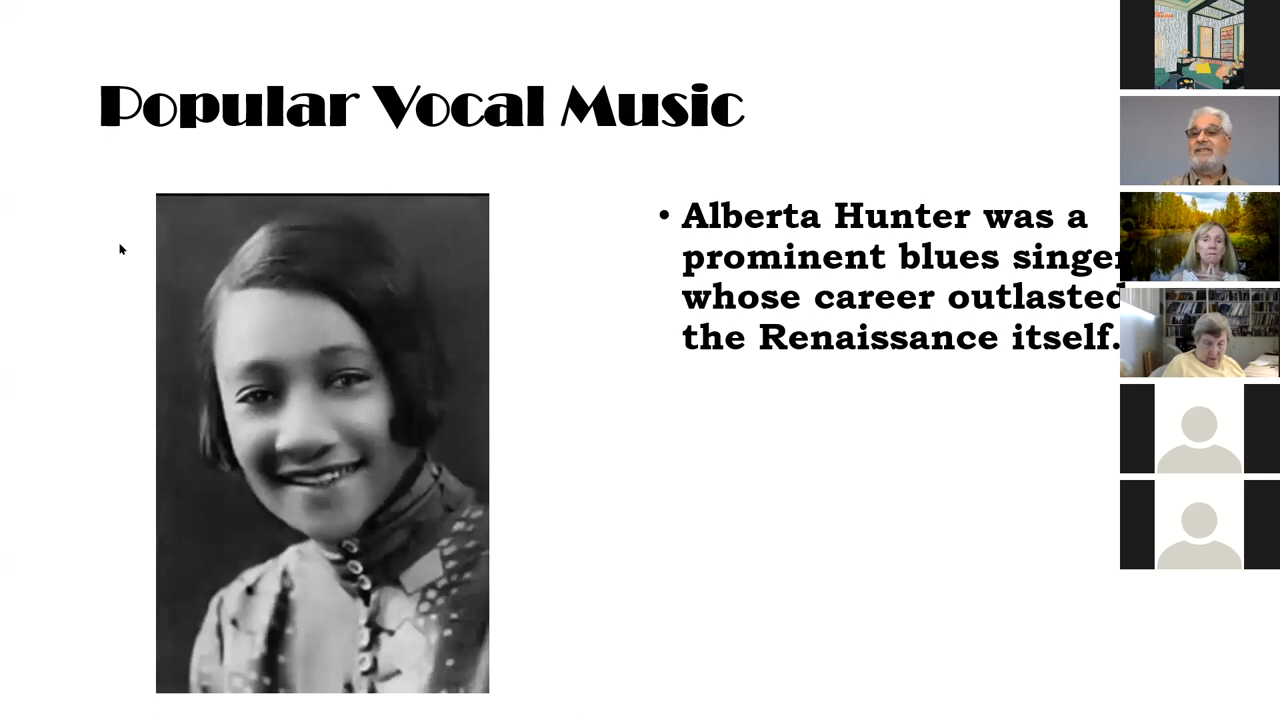 Popular Vocal Music
• Alberta Hunter was a
prominent blues singer
whose career outlasted
the Renaissance itself.